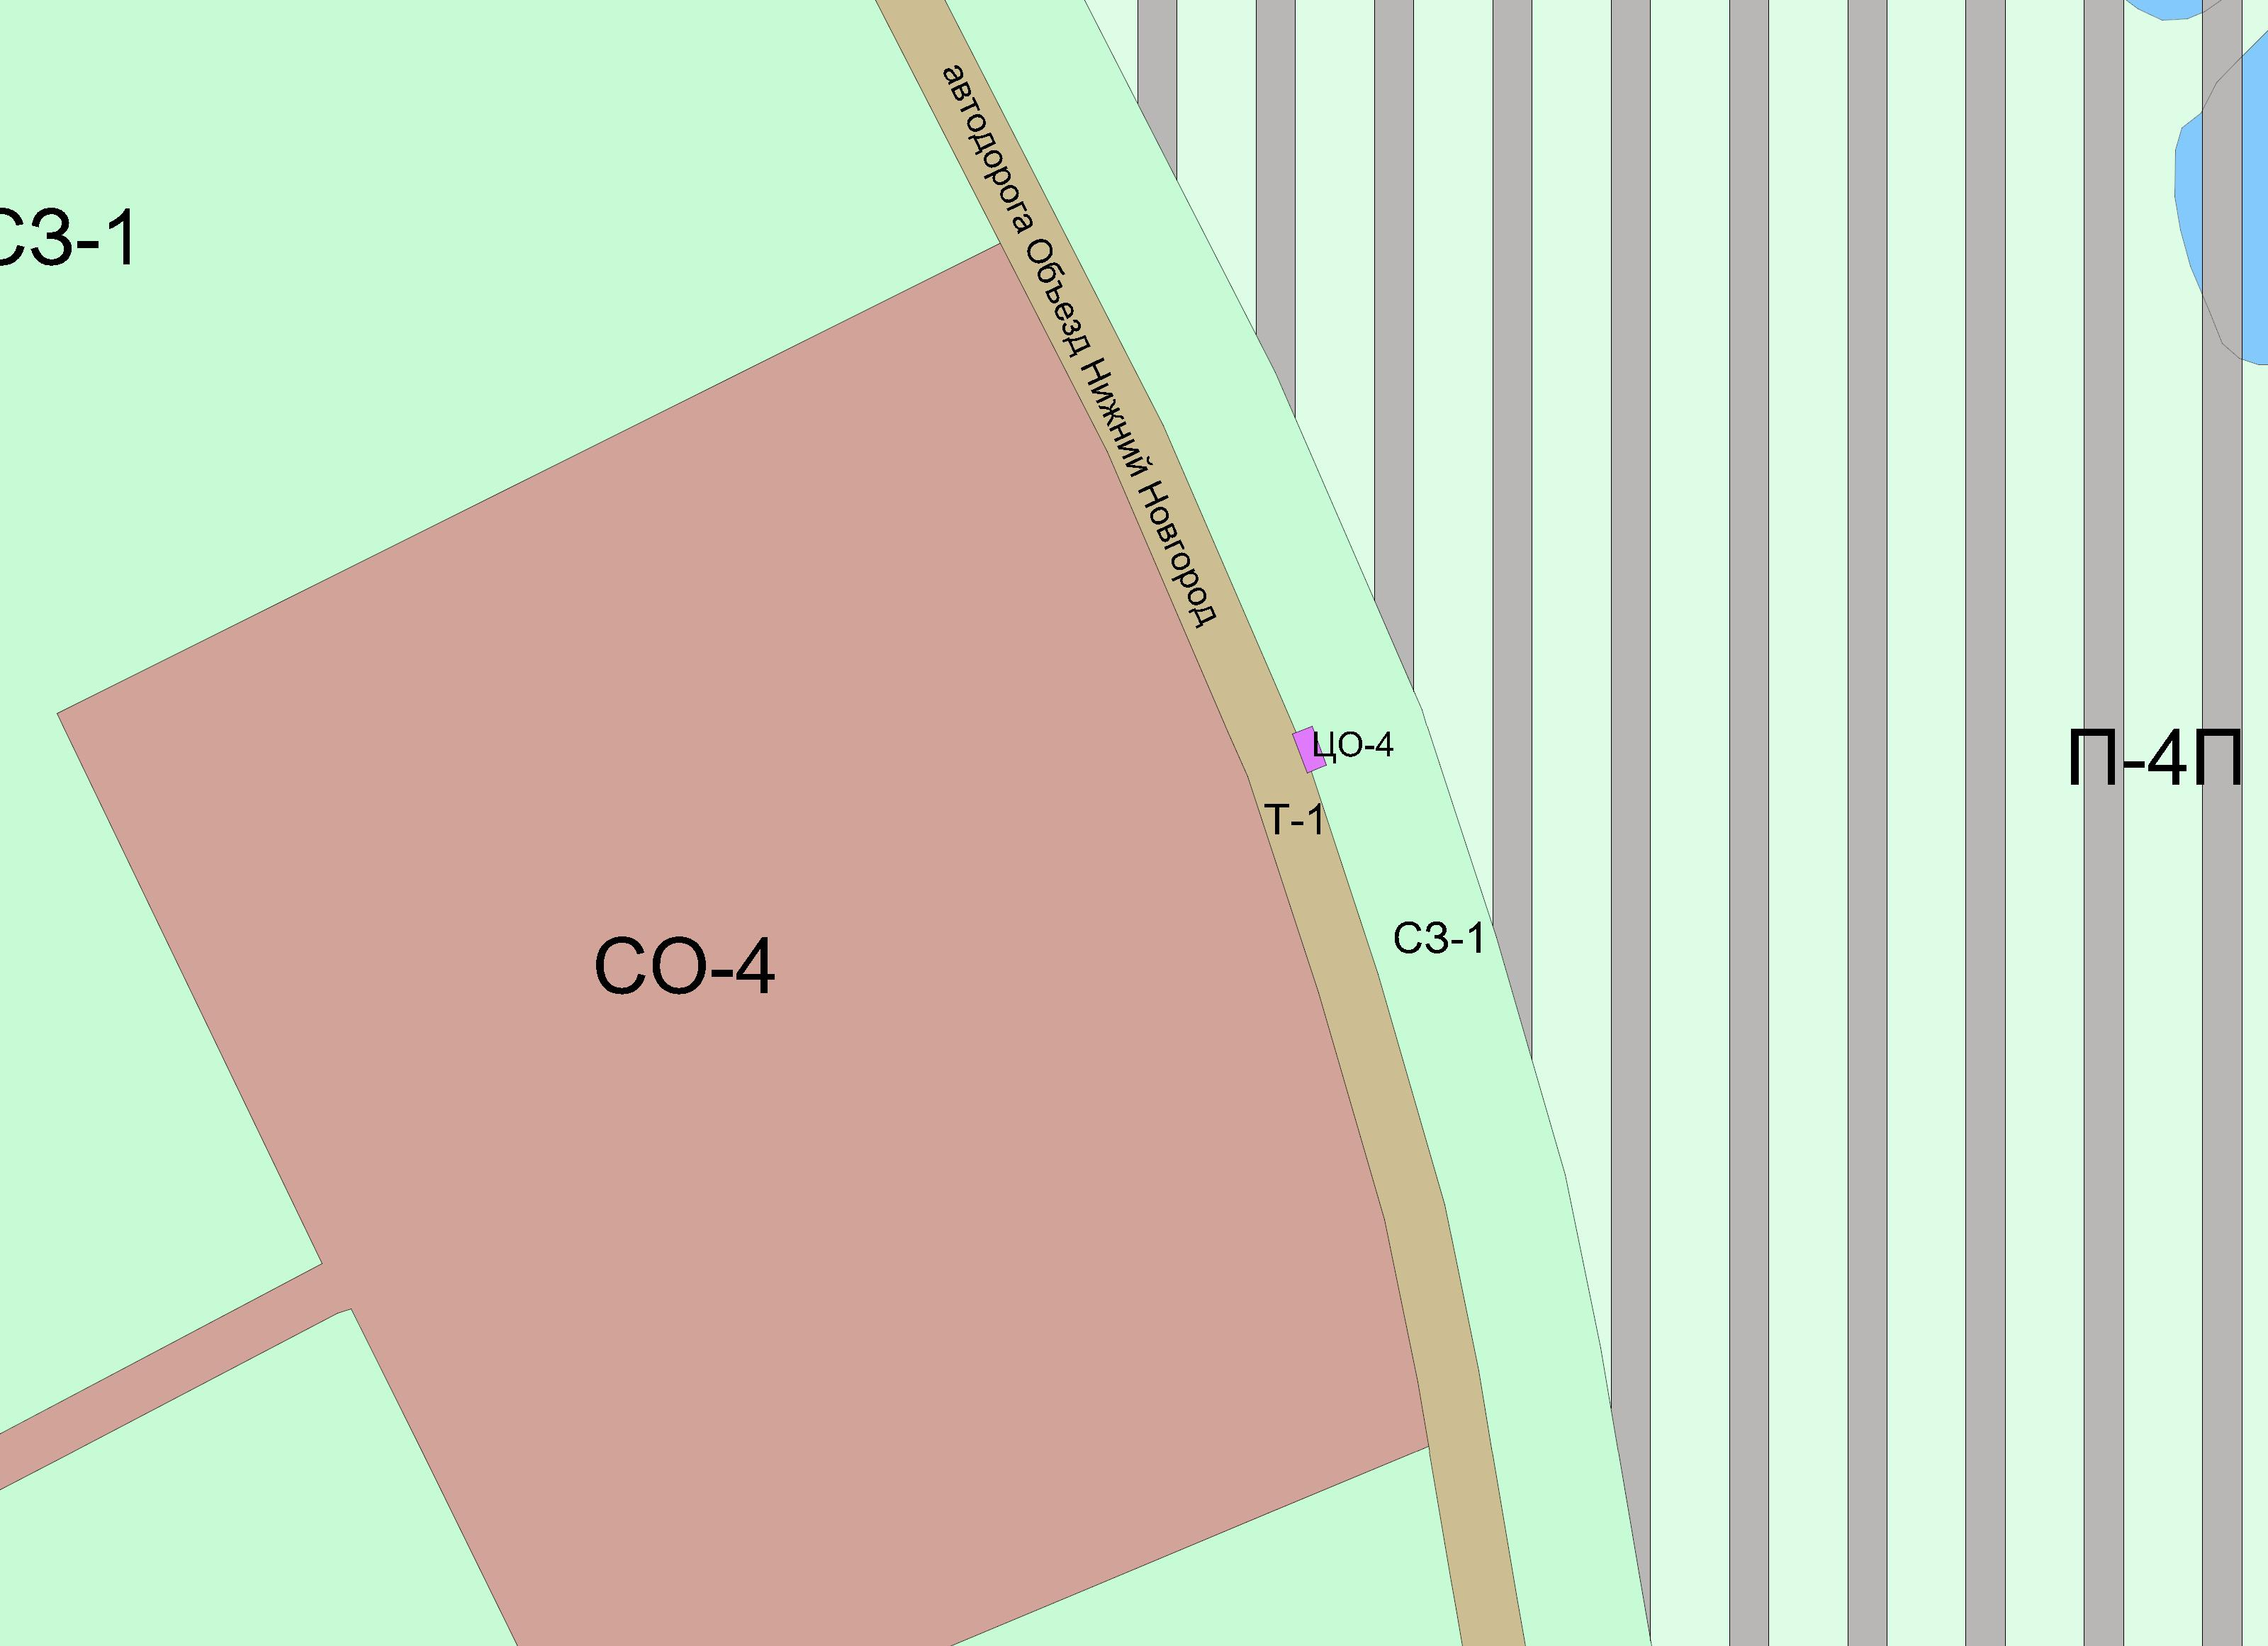 автодорога Объезд Нижний Новгород
СЗ-1
ЦО-4
П-4П
Т-1
СЗ-1
СО-4